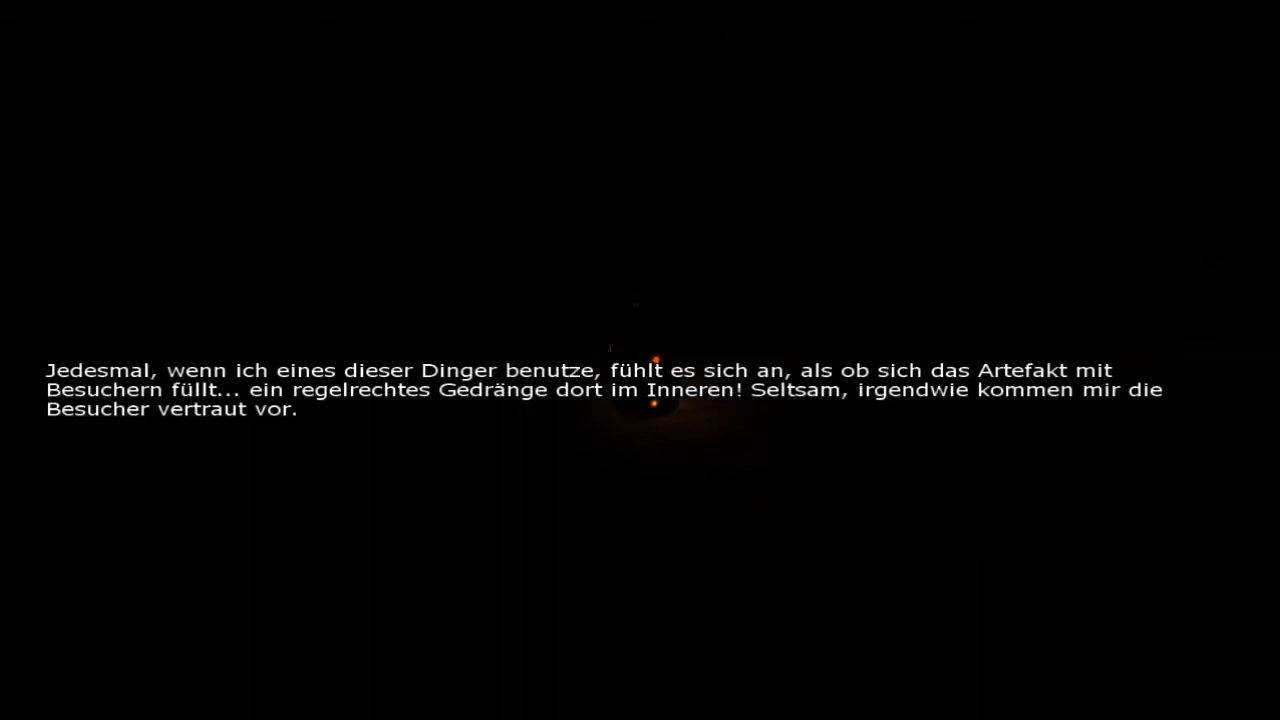 Jedesmal, wenn ich eines dieser Dinger benutze, fühlt es sich an, als ob sich das Artefakt mit
Besuchern füllt... ein regelrechtes Gedränge dort im Inneren! Seltsam, irgendwie kommen mir die
Besucher vertraut vor.